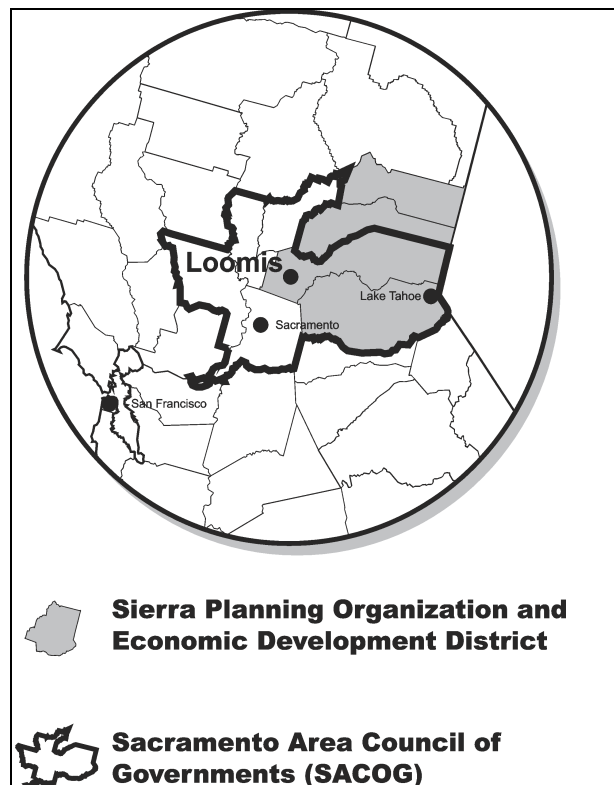 Loomis
Lake Tahoe
Sacramento
San Francisco
Sierra Planning Organization and
Economic Development District
Sacramento Area Council of
Governments (SACOG)